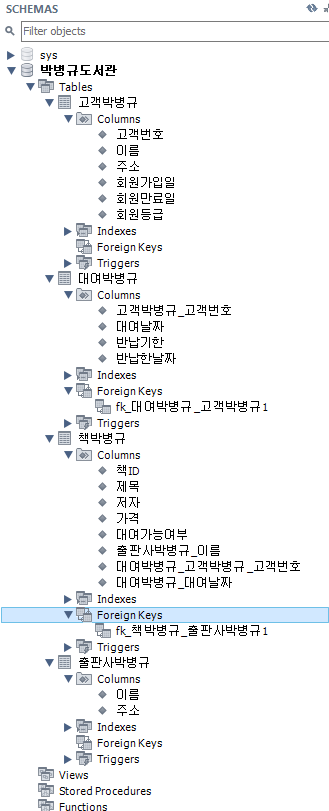 SCHEMAS
Filter objects
sys
박병규도서관
Tables
고객박병규
Columns
고객번호
이름
주소
회원가입일
회원만료일
회원등급
Indexes
Foreign Keys
Triggers
대여박병규
Columns
고객박병규_고객번호
대여날짜
반납기한
반납한날짜
Indexes
Foreign Keys
fk_대여박병규_고객박병규1
Triggers
책박병규
Columns
책ID
제목
저자
가격
대여가능여부
출판사박병규_이름
대여박병규_고객박병규_고객번호
대여박병규_대여날짜
Indexes
Foreign Keys
fk_책박병규_출판사박병규1
Triggers
출판사박병규
Columns
이름
주소
Indexes
Foreign Keys
Triggers
Views
Stored Procedures
Functions